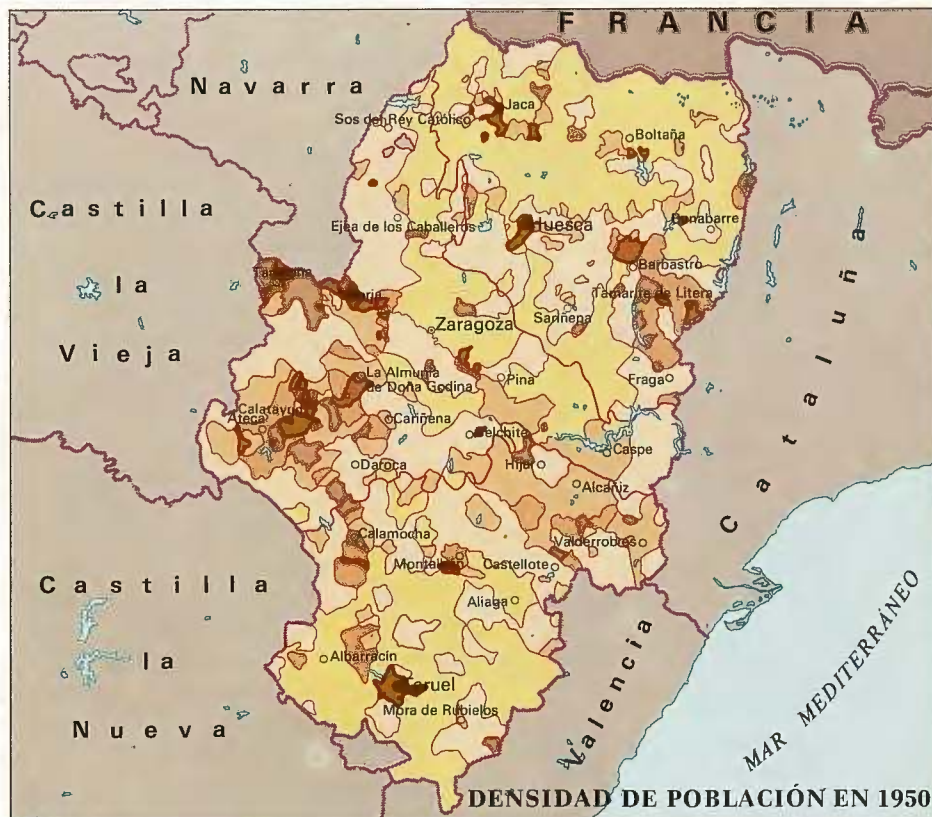 FRANCIA
Navarra
Jaca
Sos del Rey Católico
Boltaña
Castilla
Benabarre
Ejea de los Caballeros
Huesca
Barbastro
la
Tamarite de Litera
Sariñena
Zaragoza
Vieja
La Almunia
de Doña Godina
Pina
Fraga
Calatayud
Ateca
Cariñena
Cataluña
Belchite
Caspe
Daroca
Hijar
Alcañiz
Calamocha
Valderrobles
Montalbán
Castellote
Castilla
Aliaga
la
Albarracín
Teruel
Mora de Rubielos
Nueva
Valencia
MAR MEDITERRÁNEO
DENSIDAD DE POBLACIÓN EN 1950